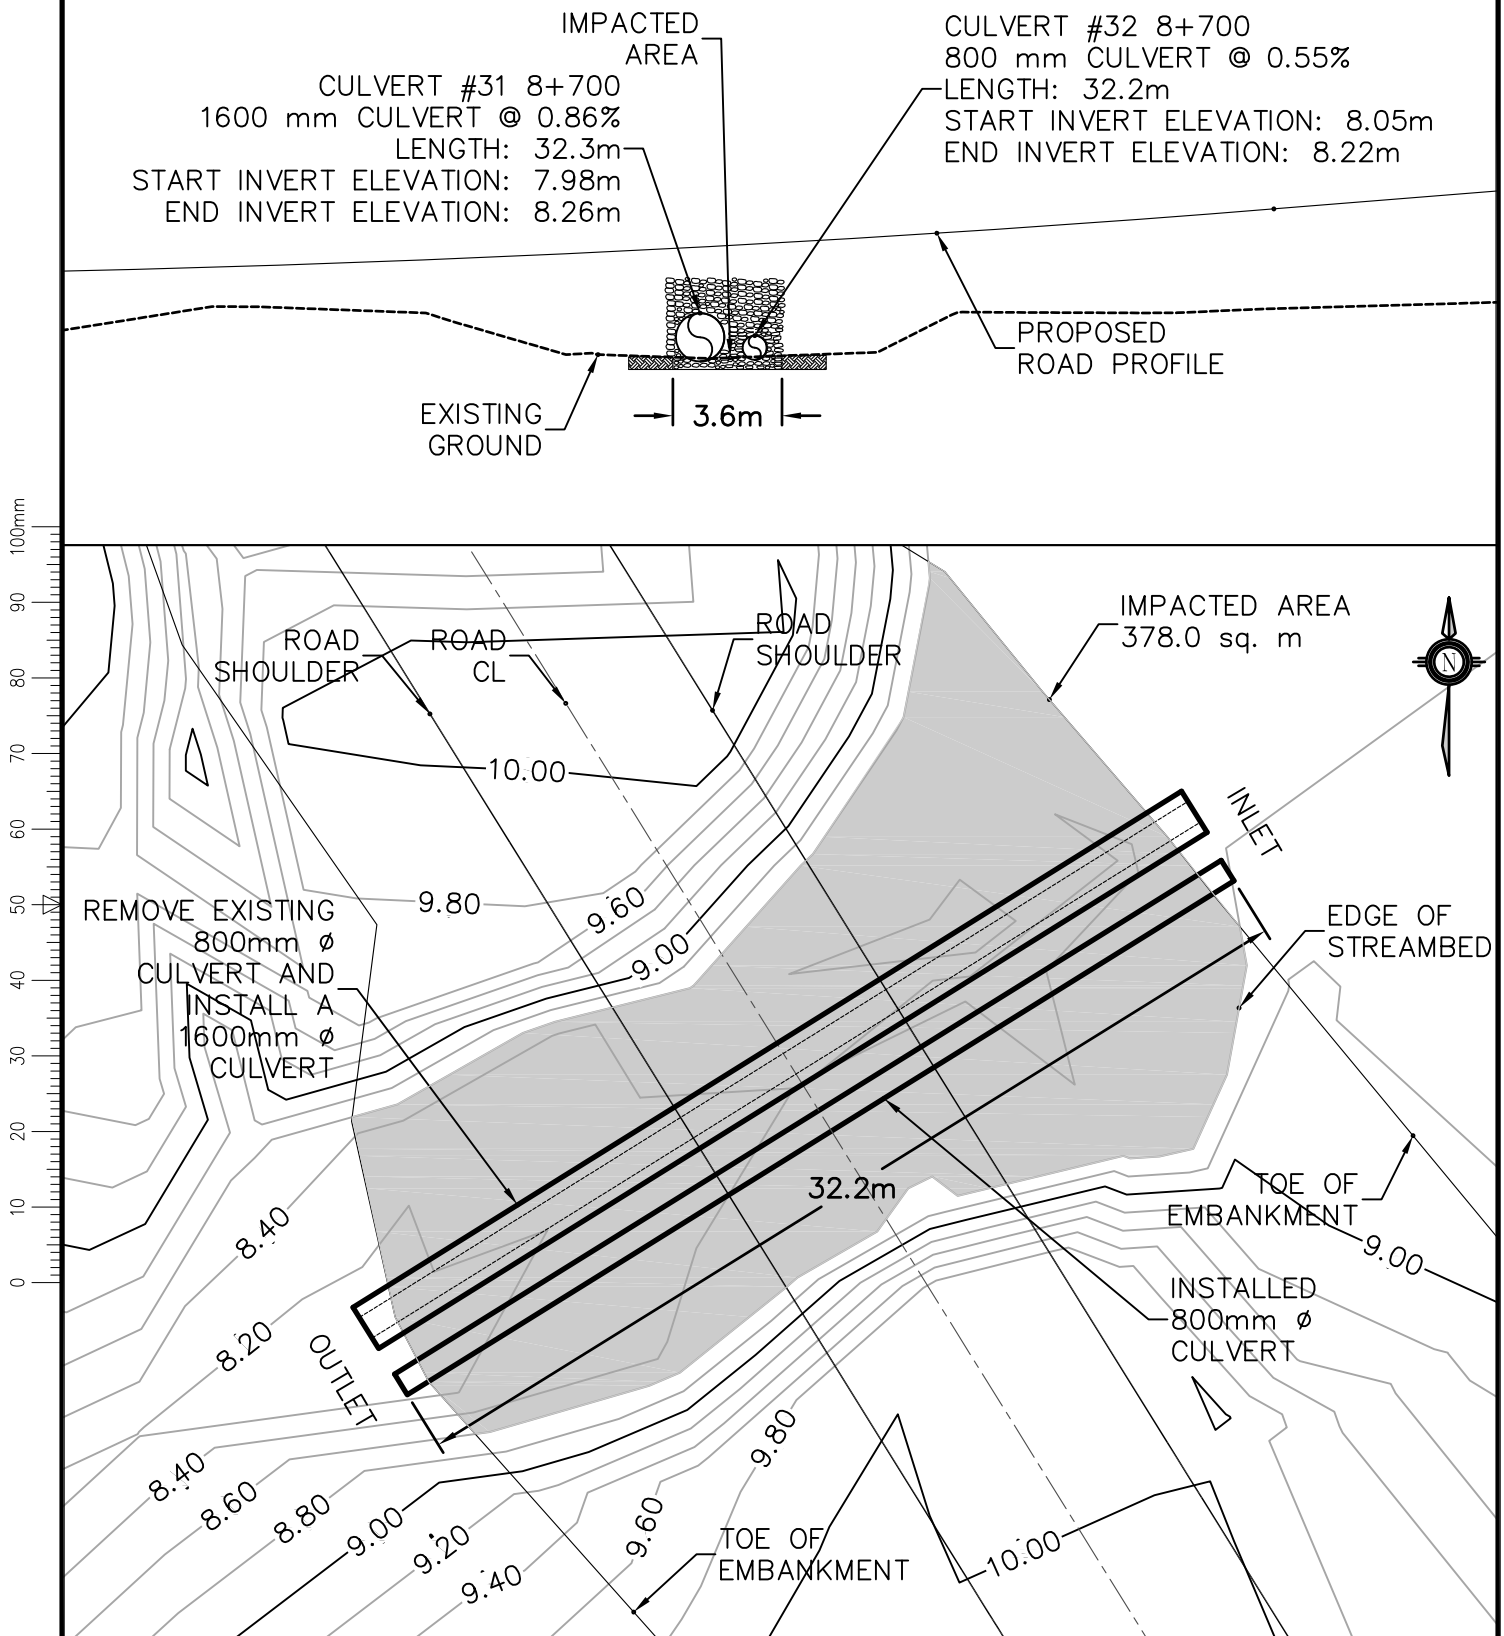 IMPACTED
AREA
CULVERT #31 8+700
1600 mm CULVERT @ 0.86%
LENGTH: 32.3m
START INVERT ELEVATION: 7.98m
END INVERT ELEVATION: 8.26m
CULVERT #32 8+700
800 mm CULVERT @ 0.55%
LENGTH: 32.2m
START INVERT ELEVATION: 8.05m
END INVERT ELEVATION: 8.22m
PROPOSED
ROAD PROFILE
EXISTING
GROUND
3.6m
100mm
90
80
70
60
50
40
30
20
10
0
IMPACTED AREA
378.0 sq. m
N
ROAD
SHOULDER
ROAD
CL
ROAD
SHOULDER
10.00
9.80
9.60
9.00
INLET
EDGE OF
STREAMBED
REMOVE EXISTING
800mm ø
CULVERT AND
INSTALL A
1600mm ø
CULVERT
32.2m
TOE OF
EMBANKMENT
9.00
8.40
8.20
OUTLET
INSTALLED
800mm ø
CULVERT
8.40
8.60
8.80
9.00
9.20
9.40
9.60
9.80
10.00
TOE OF
EMBANKMENT